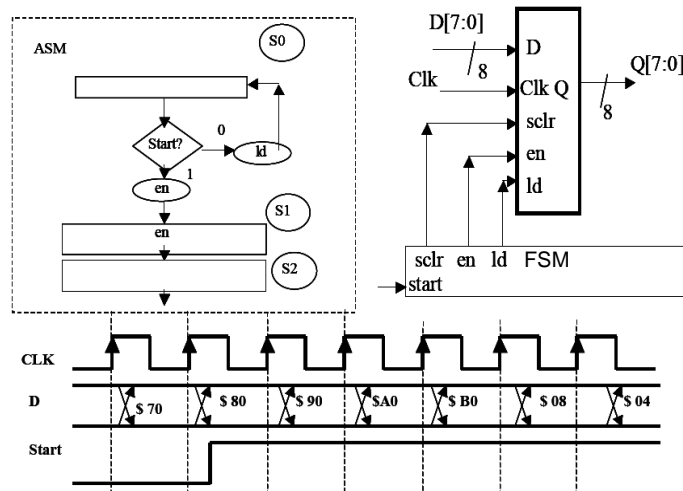 ASM
S0
Start?
0
ld
1
en
S1
en
S2
D[7:0]
8
D
Clk
Clk Q
Q[7:0]
8
sclr
en
ld
sclr en ld FSM
start
CLK
D $ 70 $ 80 $ 90 $A0 $ B0 $ 08 $ 04
Start